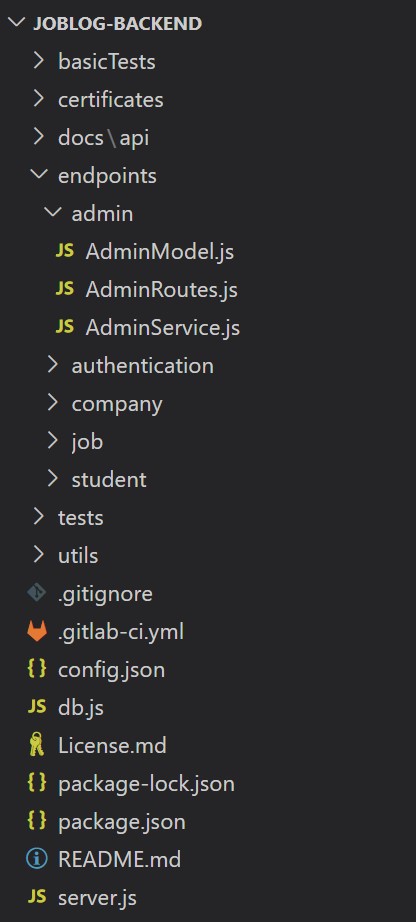 JOBLOG-BACKEND
basicTests
certificates
docs\api
endpoints
admin
JS AdminModel.js
JS AdminRoutes.js
JS AdminService.js
authentication
company
job
student
tests
utils
.gitignore
.gitlab-ci.yml
{} config.json
JS db.js
License.md
{} package-lock.json
{} package.json
README.md
JS server.js